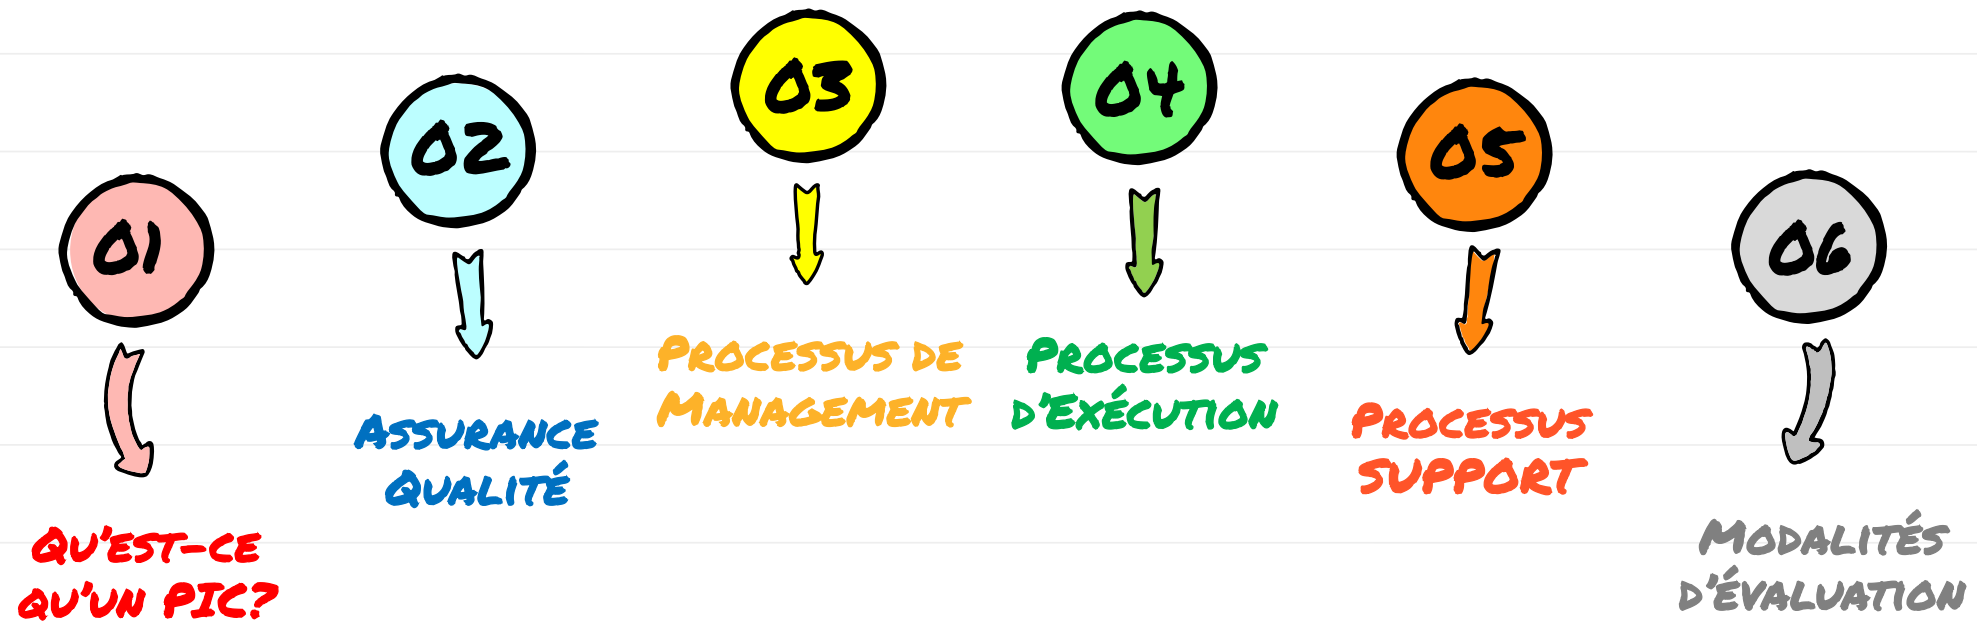 01
Qu'est-ce
qu'un PIC?
02
Assurance
Qualité
03
Processus de
Management
04
Processus
d'Exécution
05
Processus
support
06
Modalités
d'évaluation